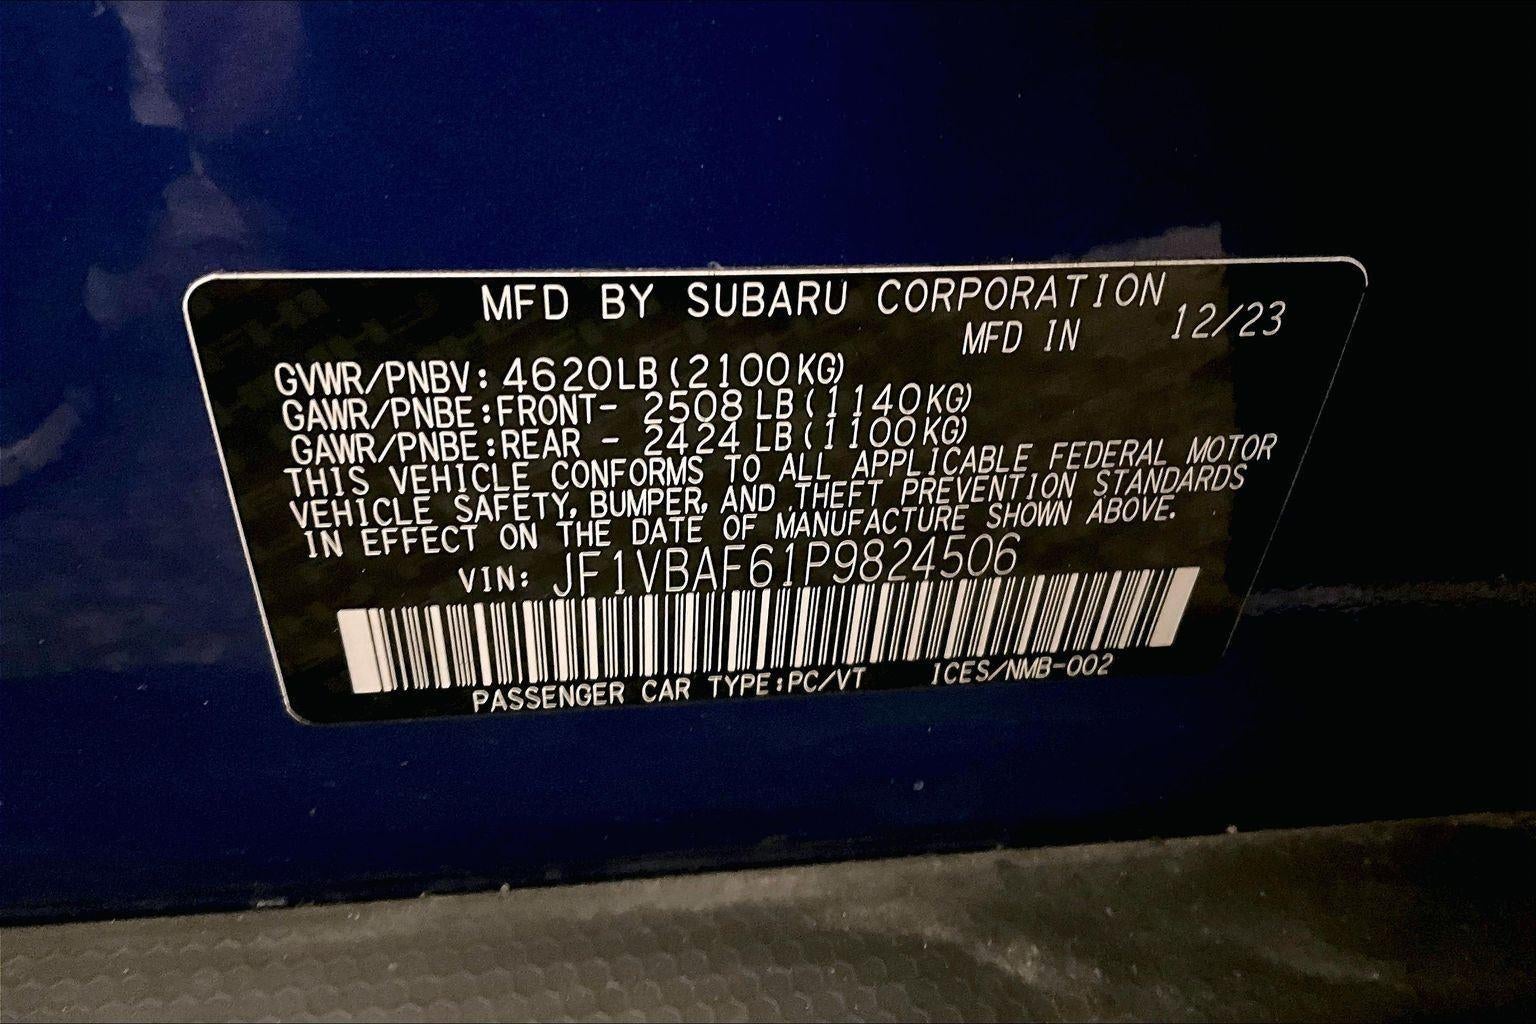 MFD BY SUBARU CORPORATION
MFD IN 12/23
GVWR/PNBV: 4620LB(2100KG)
GAWR/PNBE:FRONT- 2508LB(1140KG)
GAWR/PNBE:REAR - 2424LB(1100KG)
THIS VEHICLE CONFORMS TO ALL APPLICABLE FEDERAL MOTOR
VEHICLE SAFETY, BUMPER, AND THEFT PREVENTION STANDARDS
IN EFFECT ON THE DATE OF MANUFACTURE SHOWN ABOVE.
VIN: JF1VBAF61P9824506
PASSENGER CAR TYPE:PC/VT ICES/NMB-002